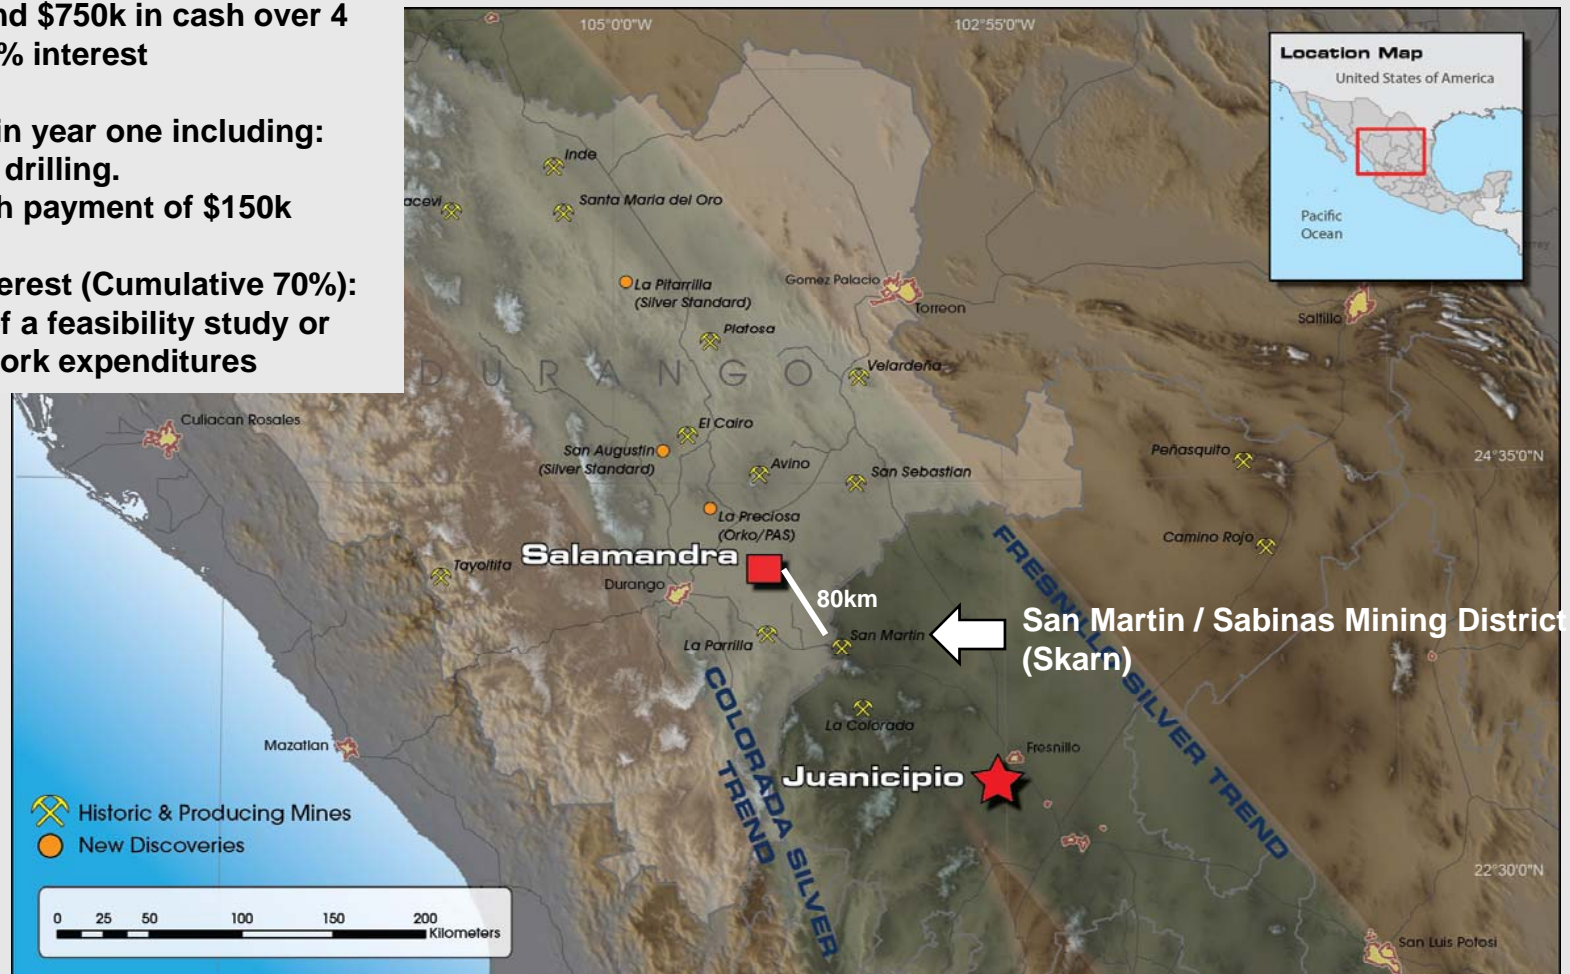 nd $750k in cash over 4
% interest
in year one including:
drilling.
h payment of $150k
erest (Cumulative 70%):
f a feasibility study or
ork expenditures
105°0'0"W
102°55'0"W
Location Map
United States of America
Pacific
Ocean
Inde
acevi
Santa Maria del Oro
La Pitarrilla
(Silver Standard)
Gomez Palacio
Torreon
Saltillo
Platosa
DURANGO
Velardeña
Culiacan Rosales
El Cairo
San Augustin
(Silver Standard)
Avino
San Sebastian
Peñasquito
24°35'0"N
La Preciosa
(Orko/PAS)
Camino Rojo
Salamandra
Tayoltita
Durango
80km
San Martin / Sabinas Mining District
(Skarn)
La Parrilla
San Martin
FRESNILLO SILVER TREND
COLORADA SILVER
TREND
La Colorada
Mazatlan
Fresnillo
Juanicipio
Historic & Producing Mines
New Discoveries
22°30'0"N
0 25 50 100 150 200
Kilometers
San Luis Potosi